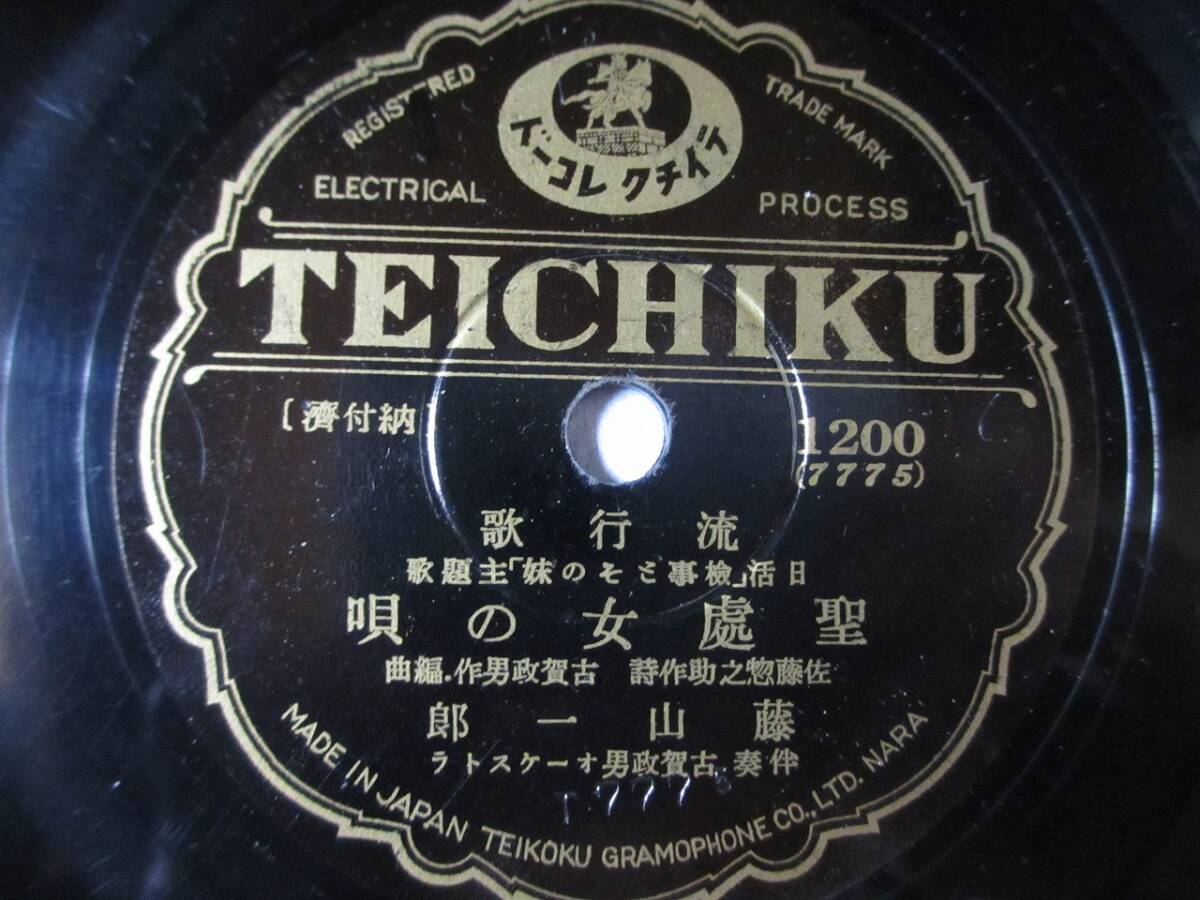 REGISTERED TRADE MARK
テイチクレコード
ELECTRICAL PROCESS
TEICHIKU
[納付濟]
1200
(7775)
流行歌
日活「檢事とその妹」主題歌
聖處女の唄
佐藤惣之助作詩 古賀政男作.編曲
藤山一郎
伴奏 古賀政男オーケストラ
T7775
MADE IN JAPAN TEIKOKU GRAMOPHONE CO., LTD. NARA